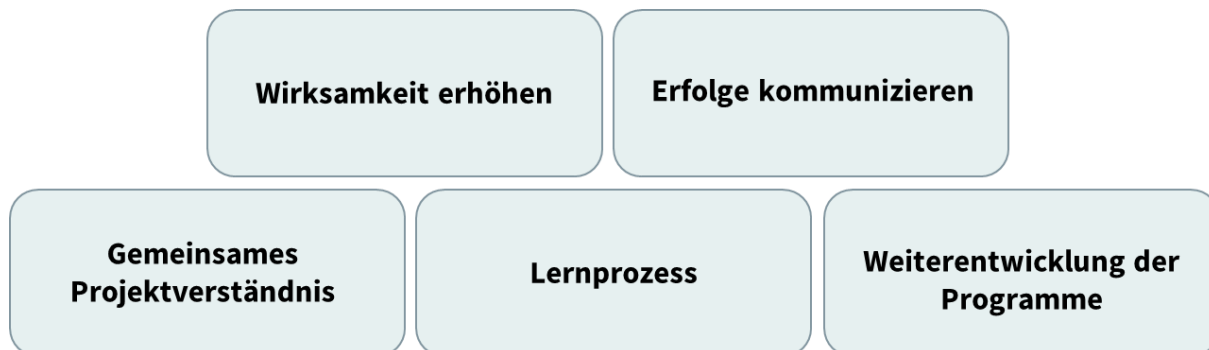 Wirksamkeit erhöhen
Erfolge kommunizieren
Gemeinsames
Projektverständnis
Lernprozess
Weiterentwicklung der
Programme